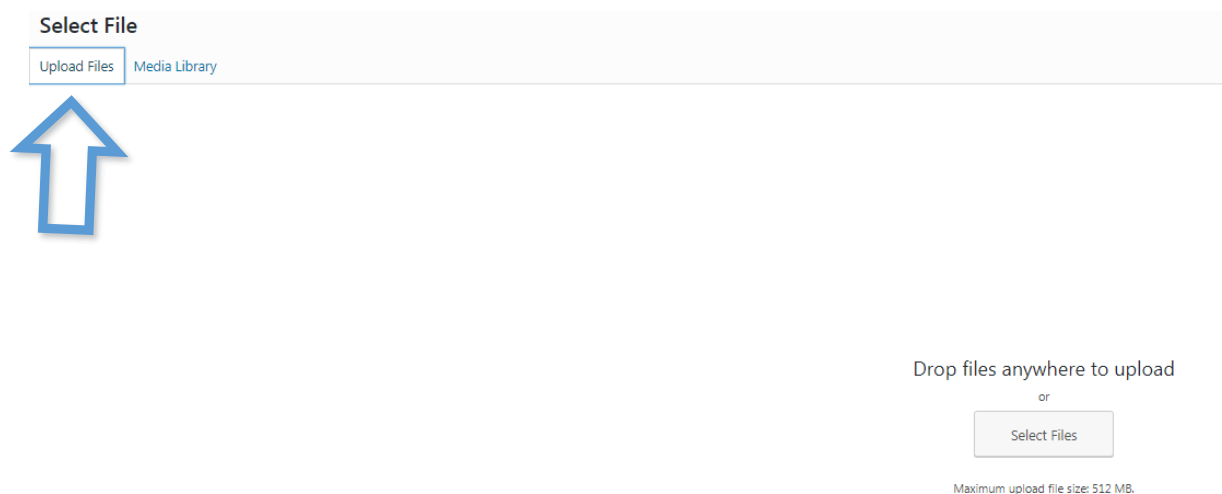 Select File
Upload Files Media Library
Drop files anywhere to upload
or
Select Files
Maximum upload file size: 512 MB.